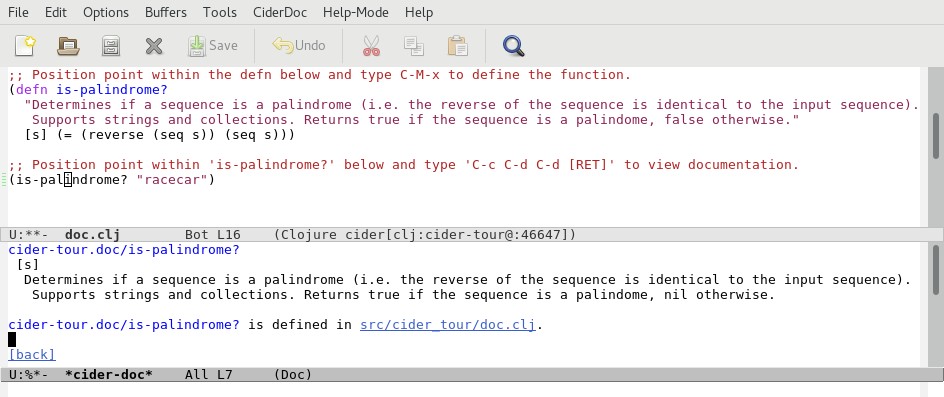 File Edit Options Buffers Tools CiderDoc Help-Mode Help
Save Undo
;; Position point within the defn below and type C-M-x to define the function.
(defn is-palindrome?
  "Determines if a sequence is a palindrome (i.e. the reverse of the sequence is identical to the input sequence).
   Supports strings and collections. Returns true if the sequence is a palindome, false otherwise."
  [s] (= (reverse (seq s)) (seq s)))
;; Position point within 'is-palindrome?' below and type 'C-c C-d C-d [RET]' to view documentation.
(is-palindrome? "racecar")
U:**-  doc.clj        Bot L16    (Clojure cider[clj:cider-tour@:46647])
cider-tour.doc/is-palindrome?
 [s]
  Determines if a sequence is a palindrome (i.e. the reverse of the sequence is identical to the input sequence).
   Supports strings and collections. Returns true if the sequence is a palindome, nil otherwise.
cider-tour.doc/is-palindrome? is defined in src/cider_tour/doc.clj.
[back]
U:%*-  *cider-doc*    All L7     (Doc)